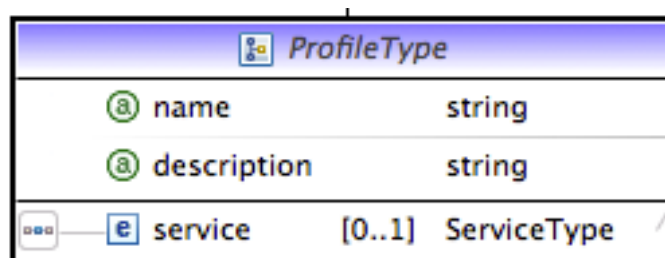 ProfileType
a name string
a description string
e service [0..1] ServiceType